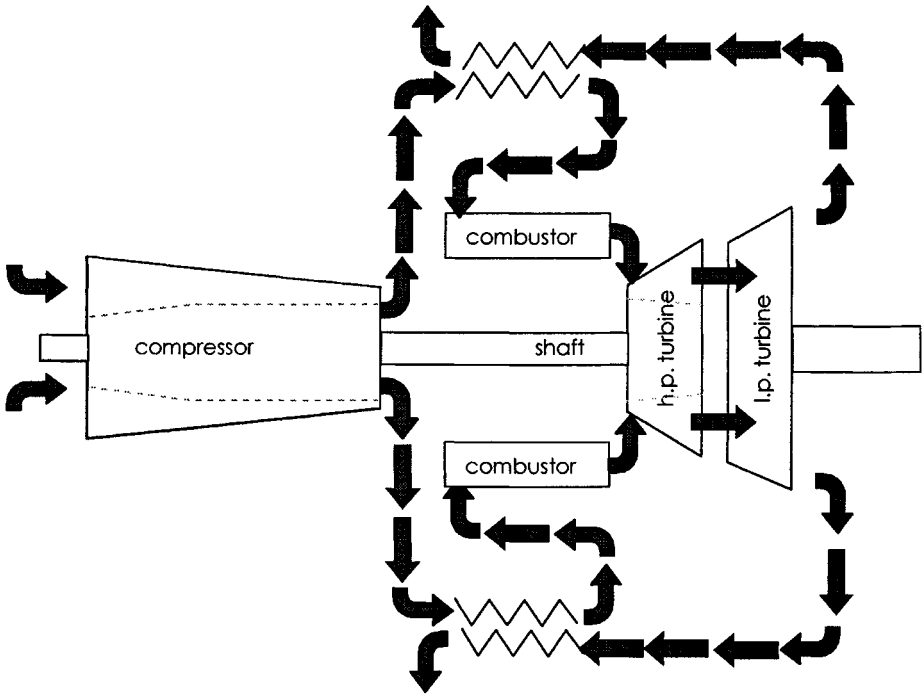 combustor
compressor
shaft
h.p. turbine
l.p. turbine
combustor